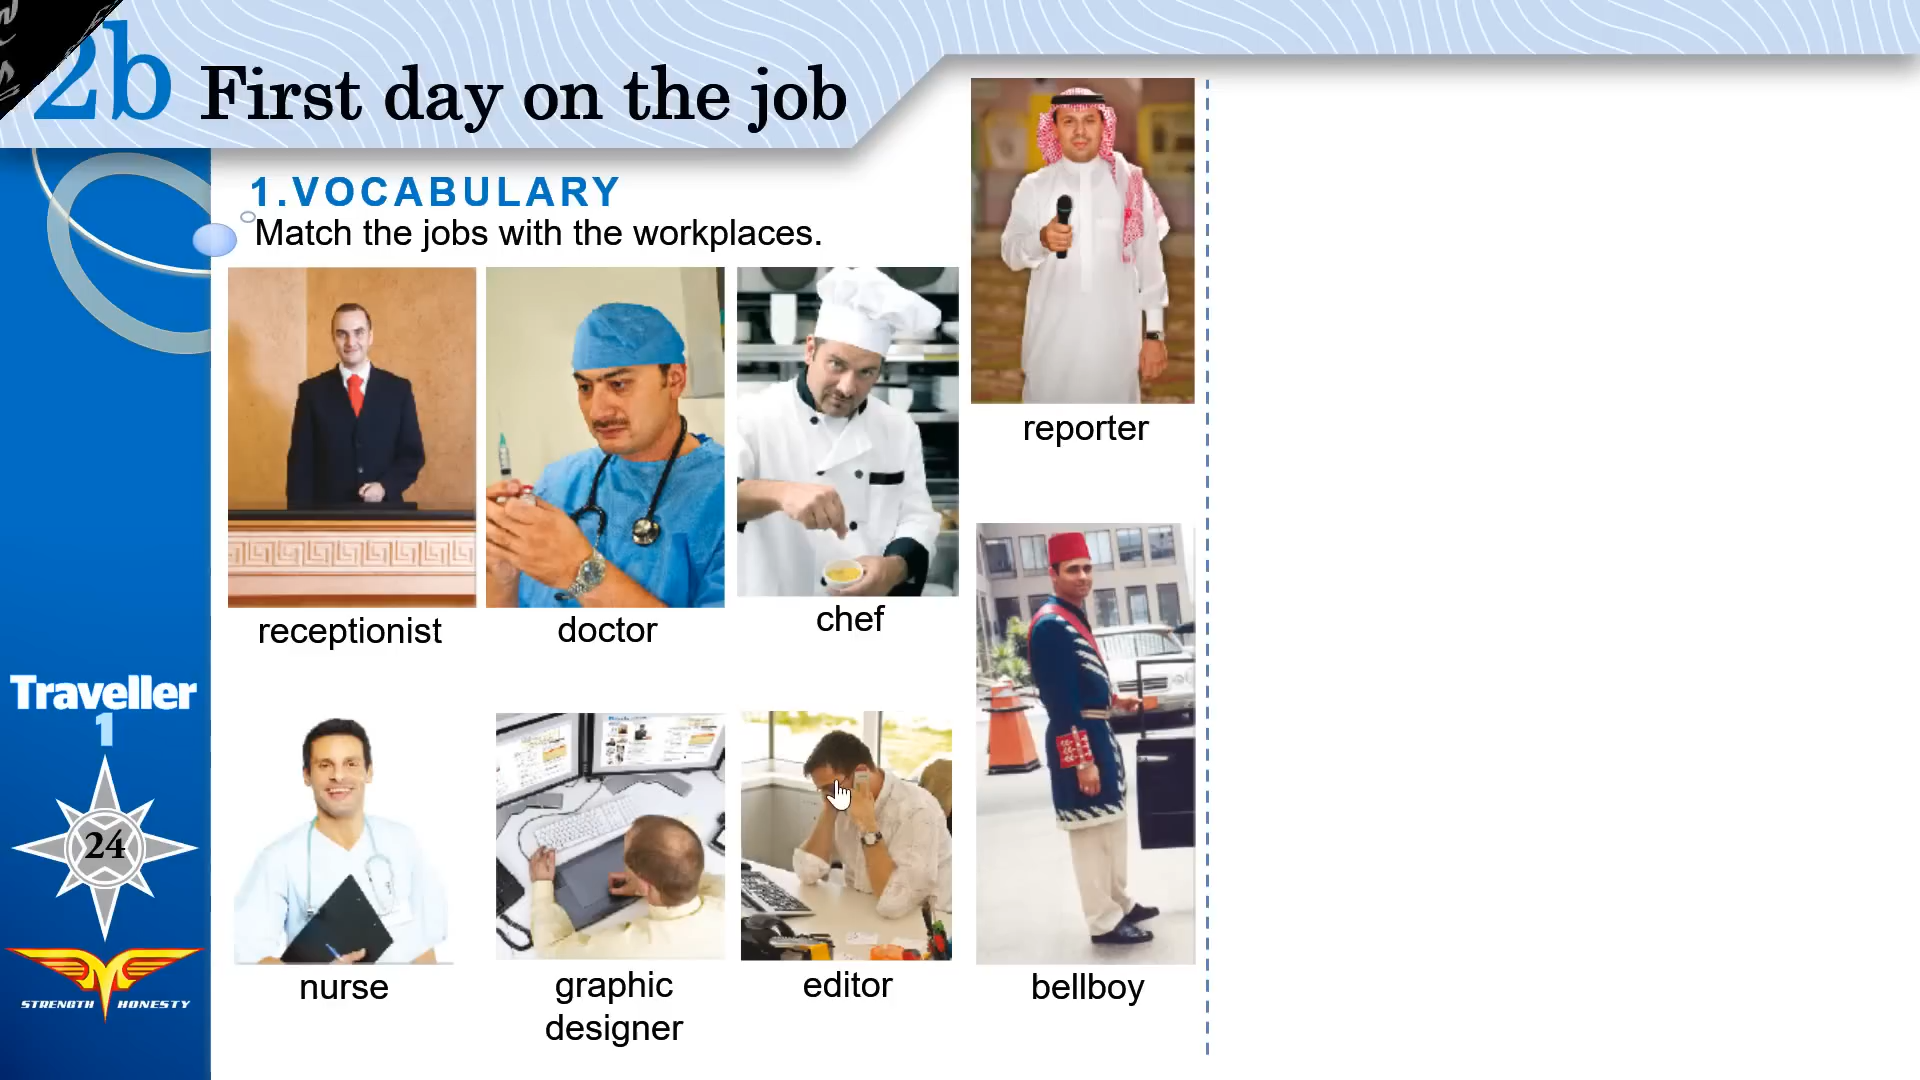 2b First day on the job
1.VOCABULARY
Match the jobs with the workplaces.
reporter
receptionist
doctor
chef
Traveller
1
24
STRENGTH HONESTY
nurse
graphic
designer
editor
bellboy